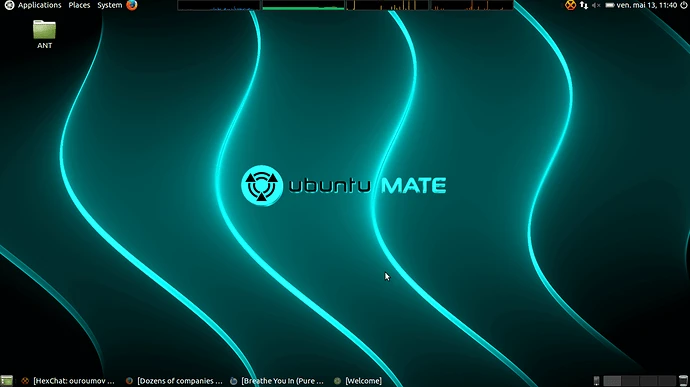 Applications Places System
ven. mai 13, 11:40
ANT
ubuntu MATE
[HexChat: ouroumov ... [Dozens of companies ... [Breathe You In (Pure ... [Welcome]